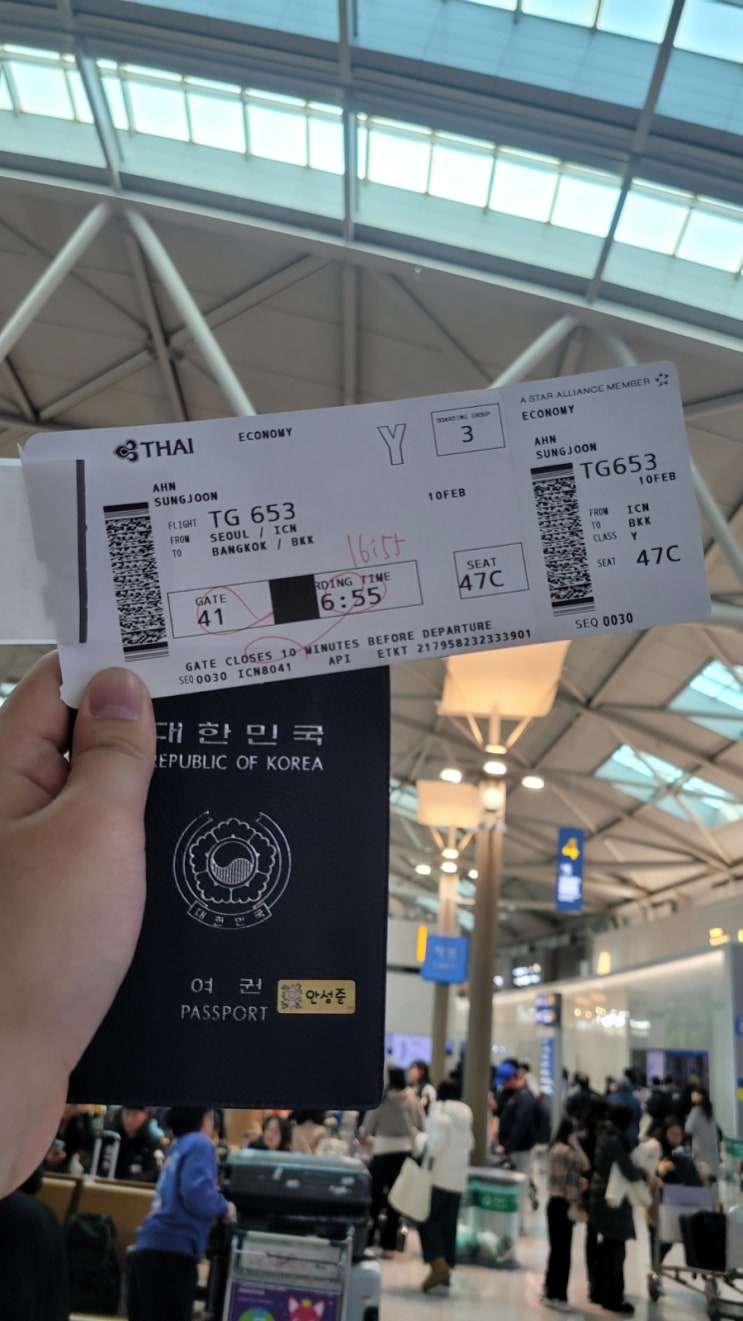 THAI
ECONOMY
Y
BOARDING GROUP
3
A STAR ALLIANCE MEMBER
ECONOMY
AHN
SUNGJOON
FLIGHT TG 653
FROM SEOUL / ICN
TO BANGKOK / BKK
10FEB
GATE
41
RDING TIME
6:55
SEAT
47C
GATE CLOSES 10 MINUTES BEFORE DEPARTURE
SEQ 0030 ICN8041 API ETKT 217958232333901
AHN
SUNGJOON
TG653
10FEB
FROM ICN
TO BKK
CLASS Y
SEAT 47C
SEQ 0030
대한민국
REPUBLIC OF KOREA
대한민국
여권
안성준
PASSPORT
4